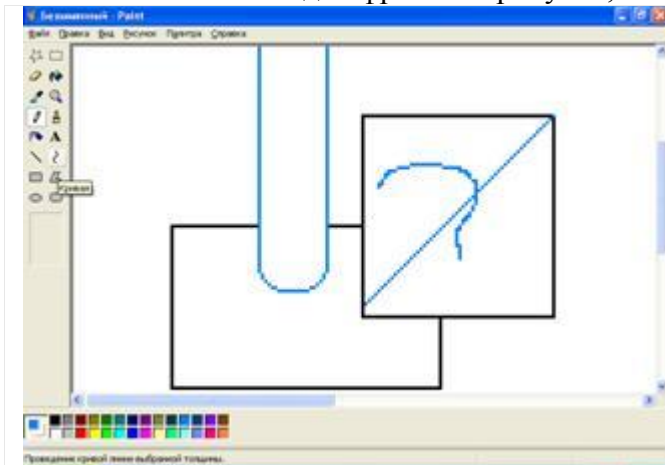 Безымянный - Paint
Файл Правка Вид Рисунок Палитра Справка
A
Кривая
Проведение кривой линии выбранной толщины.